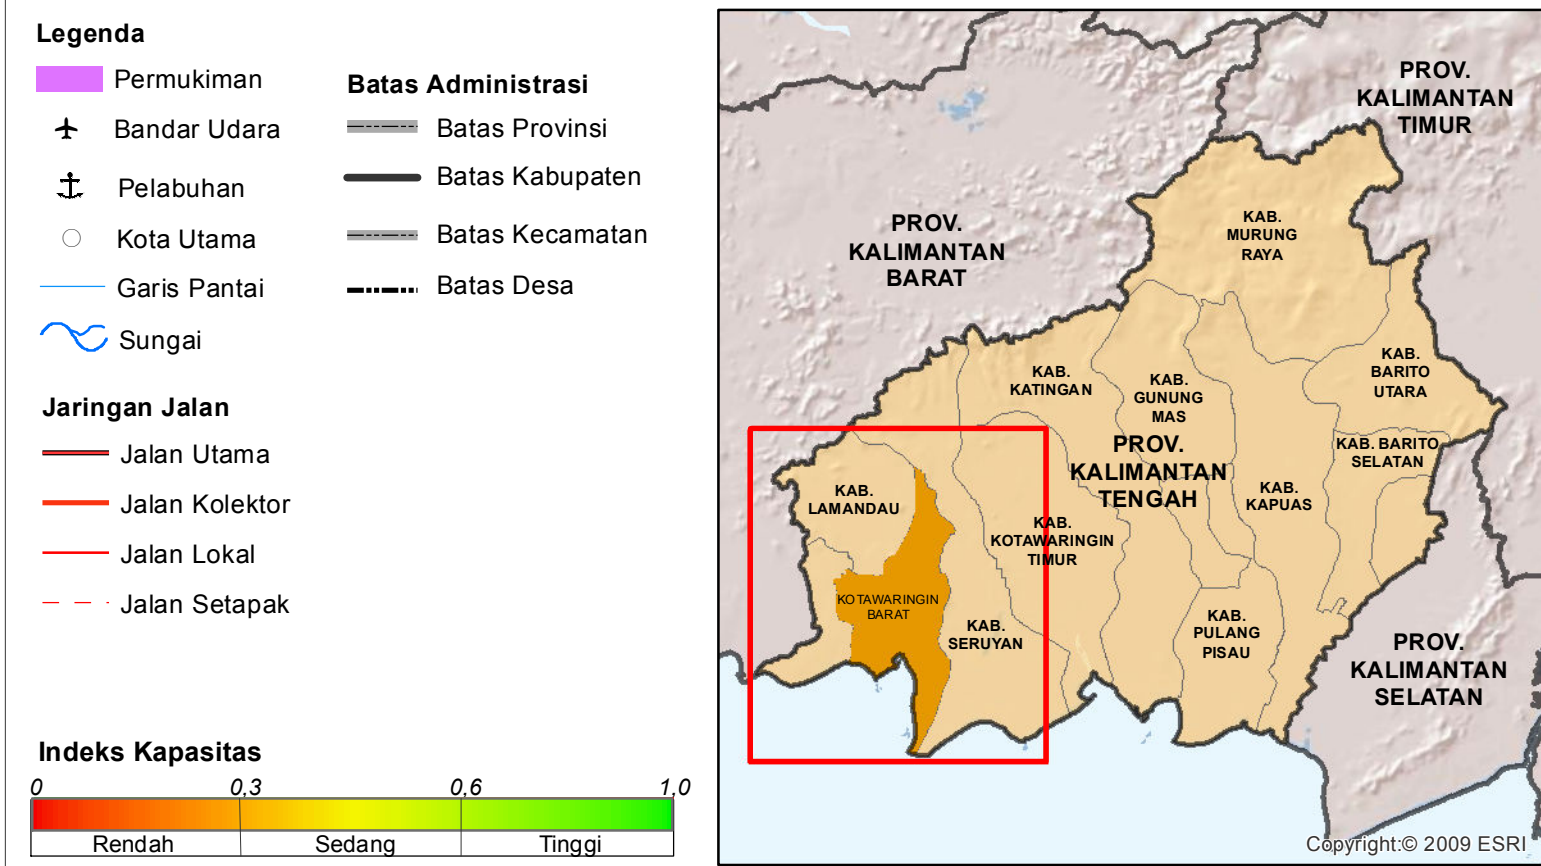 Legenda
Permukiman
Bandar Udara
Pelabuhan
Kota Utama
Garis Pantai
Sungai
Batas Administrasi
Batas Provinsi
Batas Kabupaten
Batas Kecamatan
Batas Desa
Jaringan Jalan
Jalan Utama
Jalan Kolektor
Jalan Lokal
Jalan Setapak
Indeks Kapasitas
0 0,3 0,6 1,0
Rendah Sedang Tinggi
PROV.
KALIMANTAN
TIMUR
PROV.
KALIMANTAN
BARAT
KAB.
MURUNG
RAYA
KAB.
BARITO
UTARA
KAB.
KATINGAN
KAB.
GUNUNG
MAS
PROV.
KALIMANTAN
TENGAH
KAB. BARITO
SELATAN
KAB.
LAMANDAU
KAB.
KAPUAS
KAB.
KOTAWARINGIN
TIMUR
KOTAWARINGIN
BARAT
KAB.
SERUYAN
KAB.
PULANG
PISAU
PROV.
KALIMANTAN
SELATAN
Copyright:© 2009 ESRI